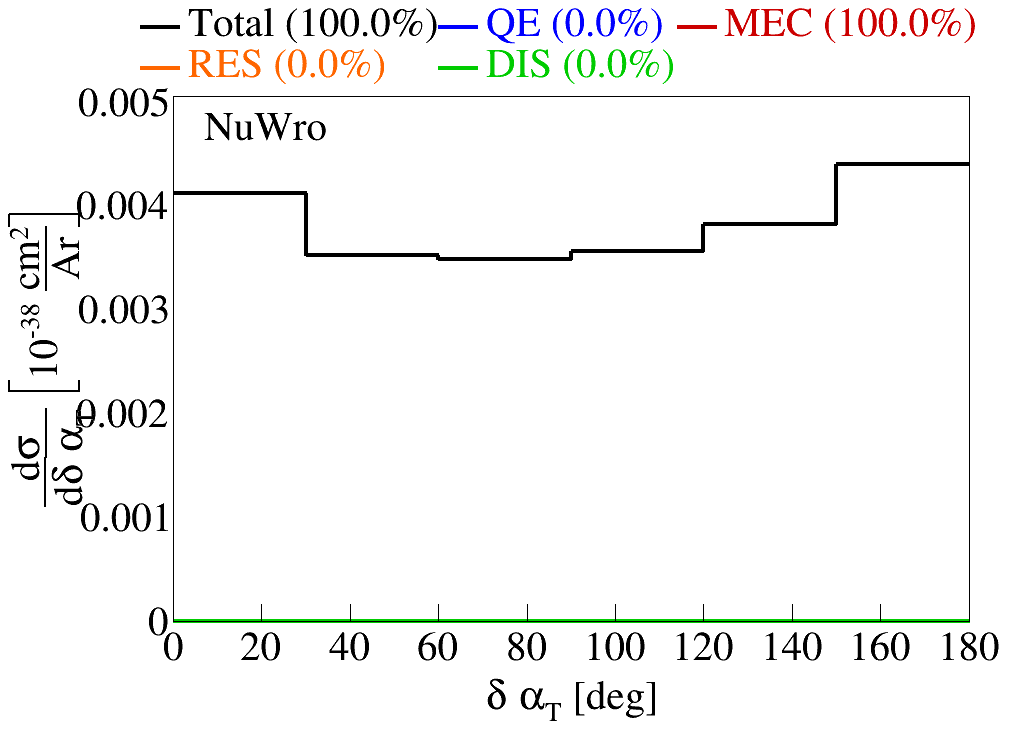 Total (100.0%) QE (0.0%) MEC (100.0%)
RES (0.0%) DIS (0.0%)
NuWro
0.005
0.004
0.003
0.002
0.001
0
0 20 40 60 80 100 120 140 160 180
δ α_T [deg]
dσ/dδ α_T [10^-38 cm^2/Ar]